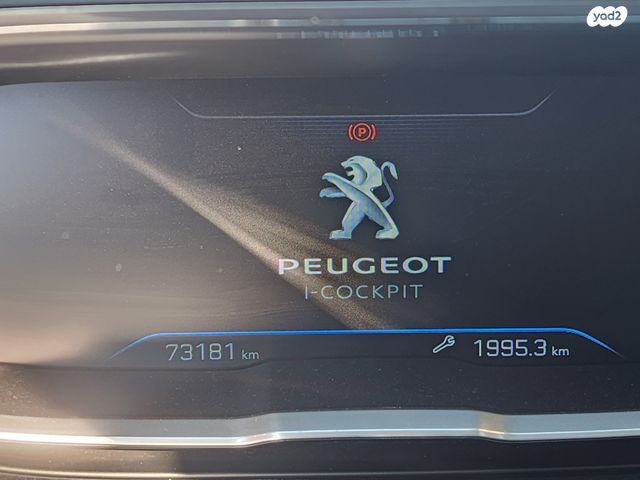 yad2
(P)
PEUGEOT
I-COCKPIT
73181 km
1995.3 km